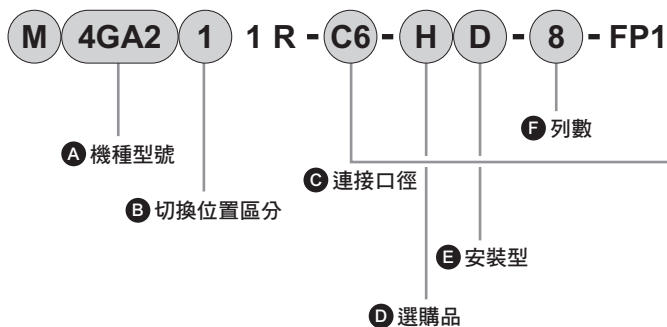 M 4GA2 1 1 R - C6 - H D - 8 - FP1
F 列數
A 機種型號
C 連接口徑
B 切換位置區分
E 安裝型
D 選購品